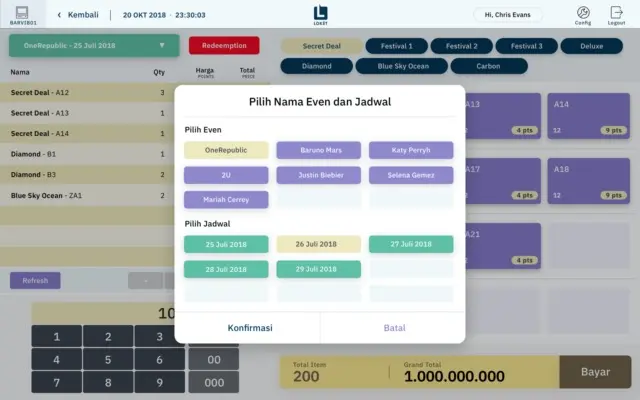 BARVIB01
Kembali
20 OKT 2018 - 23:30:03
LOKET
Hi, Chris Evans
Config
Logout
OneRepublic - 25 Juli 2018
Redeemption
Secret Deal
Festival 1
Festival 2
Festival 3
Deluxe
Diamond
Blue Sky Ocean
Carbon
Nama
Qty
Harga
POINTS
Total
PRICE
Secret Deal - A12
3
Secret Deal - A13
1
Secret Deal - A14
1
Diamond - B1
1
Diamond - B3
2
Blue Sky Ocean - ZA1
2
Pilih Nama Even dan Jadwal
Pilih Even
OneRepublic
Baruno Mars
Katy Perryh
2U
Justin Biebier
Selena Gemez
Mariah Cerrey
Pilih Jadwal
25 Juli 2018
26 Juli 2018
27 Juli 2018
28 Juli 2018
29 Juli 2018
Konfirmasi
Batal
A13
12
4 pts
A14
12
9 pts
A17
4 pts
A18
12
9 pts
A21
4 pts
Refresh
-
10
1
2
3
4
5
6
00
7
8
9
000
Total Item
200
Grand Total
1.000.000.000
Bayar